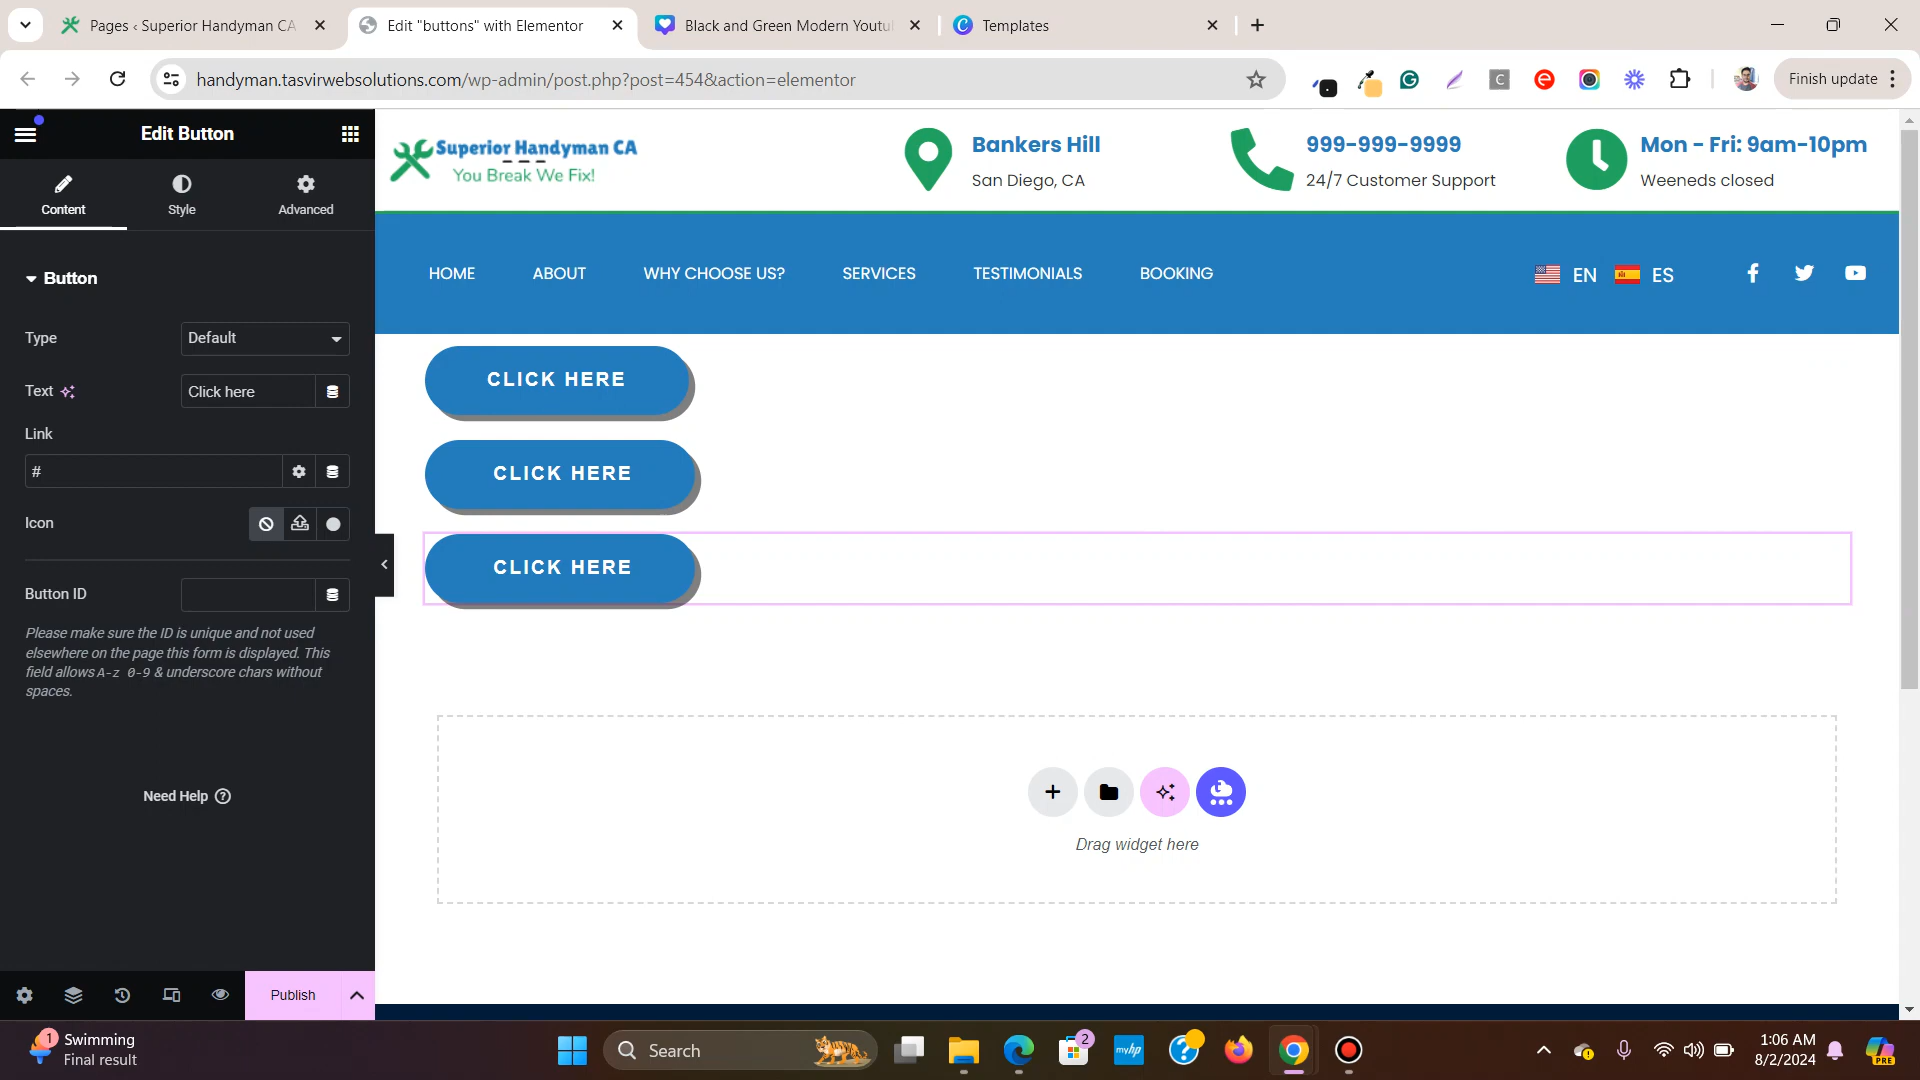 Pages ‹ Superior Handyman CA
Edit "buttons" with Elementor
Black and Green Modern Youtu
Templates
handyman.tasvirwebsolutions.com/wp-admin/post.php?post=454&action=elementor
Finish update
Edit Button
Content
Style
Advanced
Button
Type
Default
Text
Click here
Link
#
Icon
Button ID
Please make sure the ID is unique and not used
elsewhere on the page this form is displayed. This
field allows A-z 0-9 & underscore chars without
spaces.
Need Help
Publish
Superior Handyman CA
You Break We Fix!
Bankers Hill
San Diego, CA
999-999-9999
24/7 Customer Support
Mon - Fri: 9am-10pm
Weeneds closed
HOME
ABOUT
WHY CHOOSE US?
SERVICES
TESTIMONIALS
BOOKING
EN
ES
CLICK HERE
CLICK HERE
CLICK HERE
Drag widget here
1
Swimming
Final result
Search
2
myhp
1:06 AM
8/2/2024
PRE